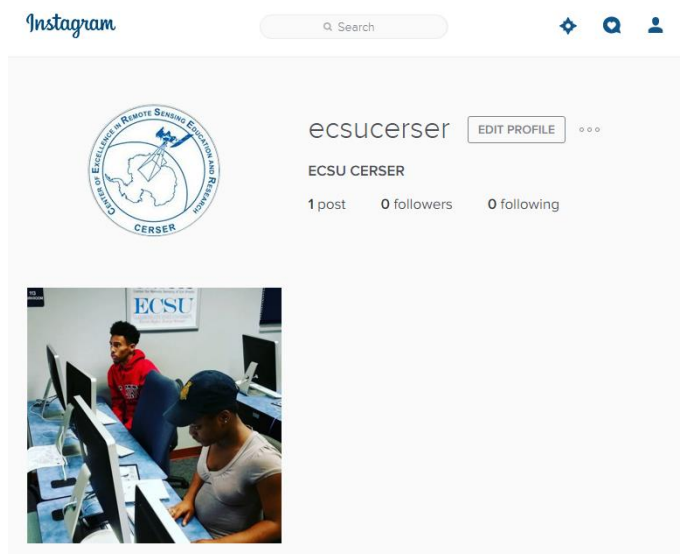 Instagram
Search
ecsucerser
EDIT PROFILE
ECSU CERSER
1 post 0 followers 0 following
CENTER OF EXCELLENCE IN REMOTE SENSING EDUCATION AND RESEARCH
CERSER
113
ECSU